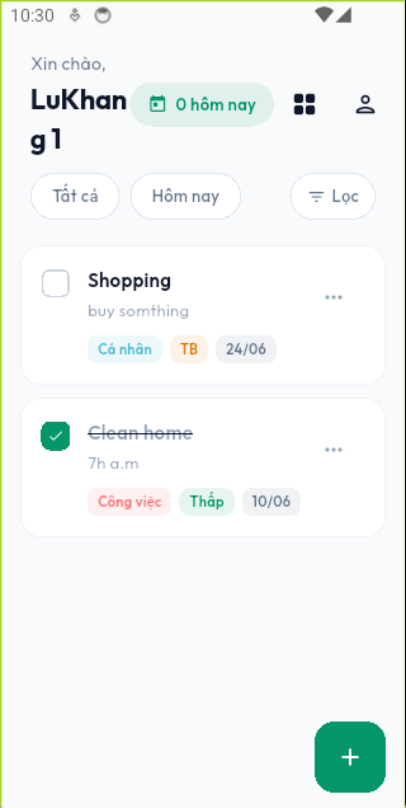 10:30
Xin chào,
LuKhan
g 1
0 hôm nay
Tất cả
Hôm nay
Lọc
Shopping
buy somthing
Cá nhân
TB
24/06
Clean home
7h a.m
Công việc
Thấp
10/06